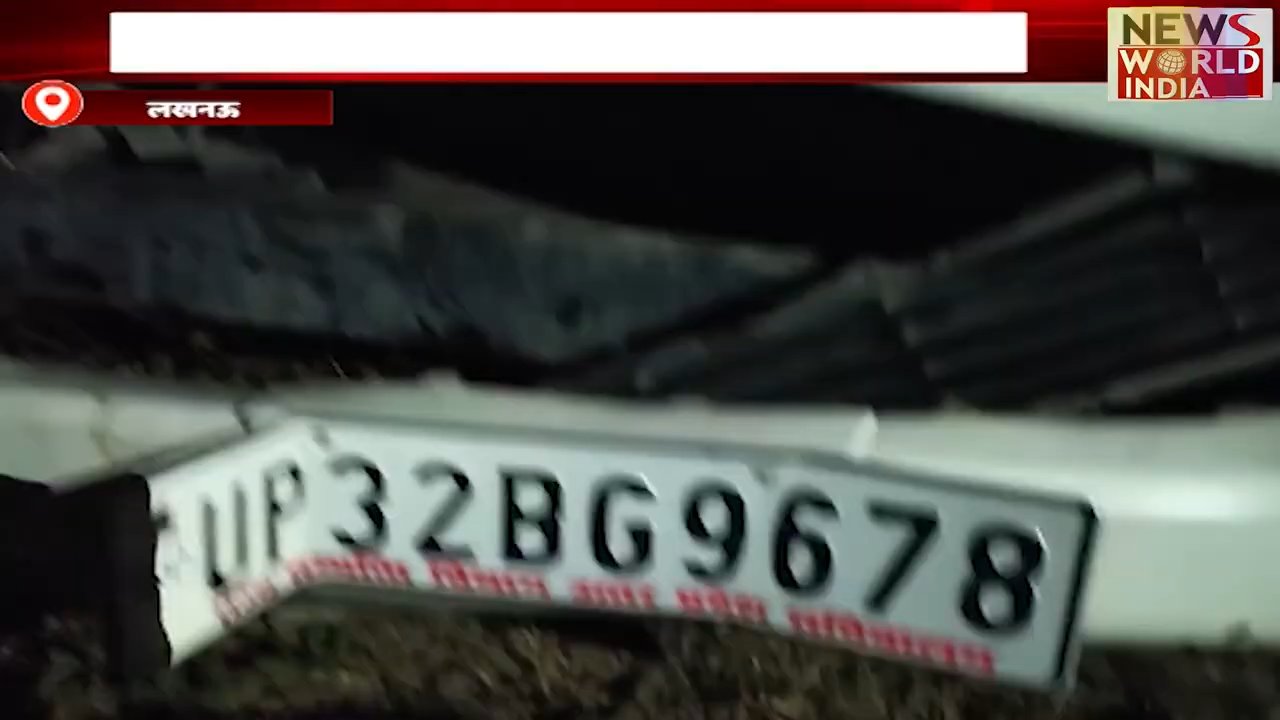 NEWS
WORLD
INDIA
लखनऊ
UP32BG9678